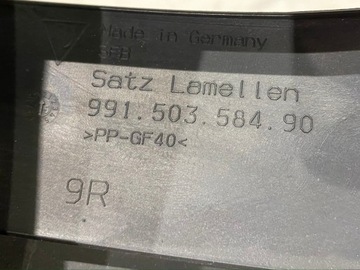 Made in Germany
Satz Lamellen
991.503.584.90
>PP-GF40<
9R